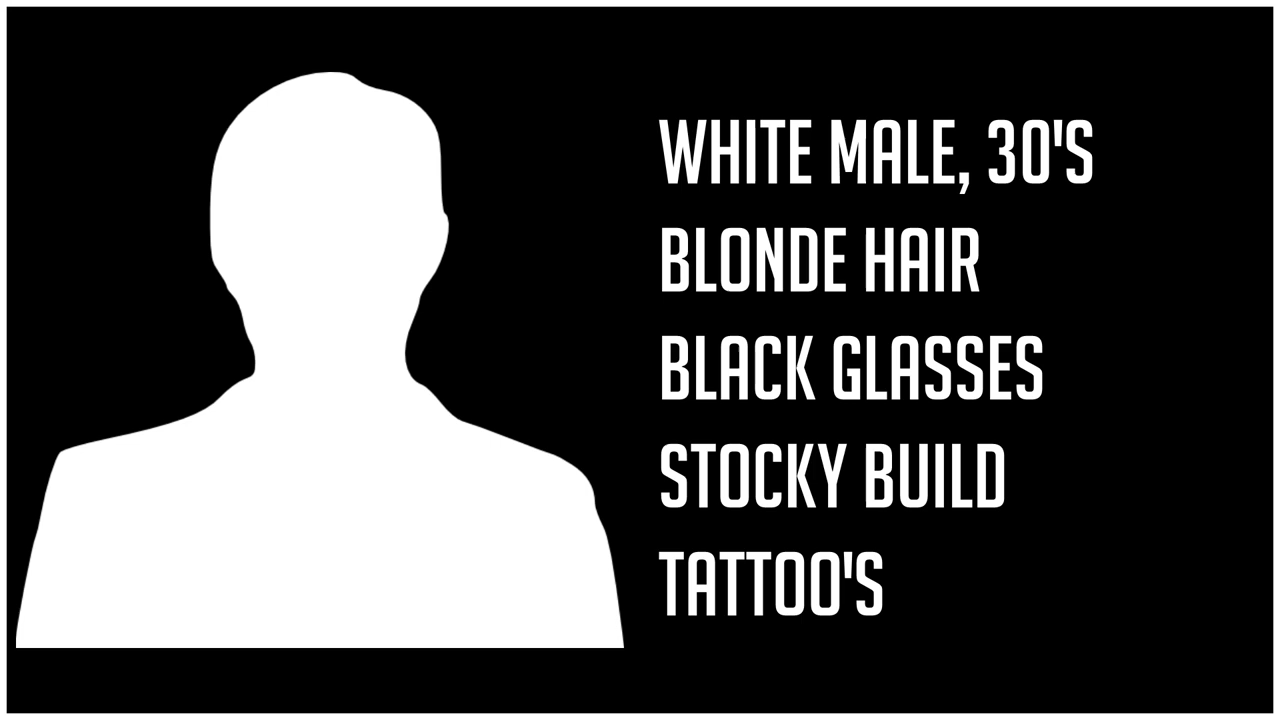 WHITE MALE, 30'S
BLONDE HAIR
BLACK GLASSES
STOCKY BUILD
TATTOO'S